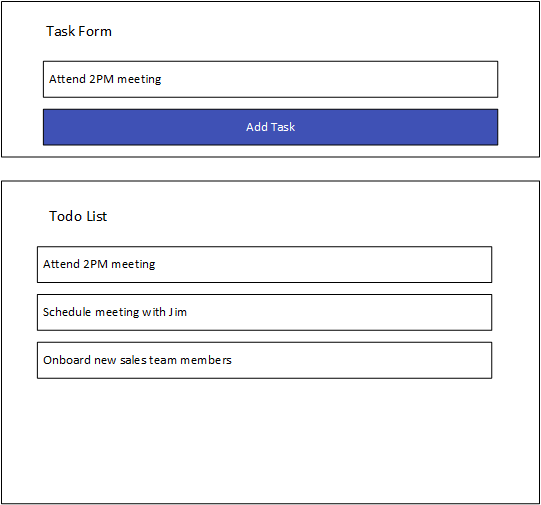 Task Form
Attend 2PM meeting
Add Task
Todo List
Attend 2PM meeting
Schedule meeting with Jim
Onboard new sales team members